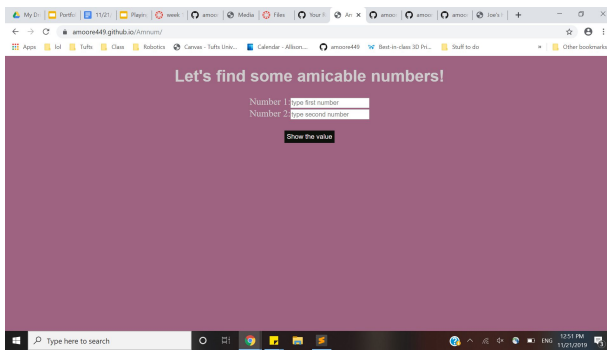 My Dr Portfo 11/21 Playin week amoor Media Files Your R An amoo amoo amoo Joe's
amoore449.github.io/Amnum/
Apps lol Tufts Class Robotics Canvas - Tufts Univ... Calendar - Allison.... amoore449 Best-in-class 3D Pri... Stuff to do » Other bookmarks
Let's find some amicable numbers!
Number 1: type first number
Number 2: type second number
Show the value
Type here to search ENG 12:51 PM
11/21/2019